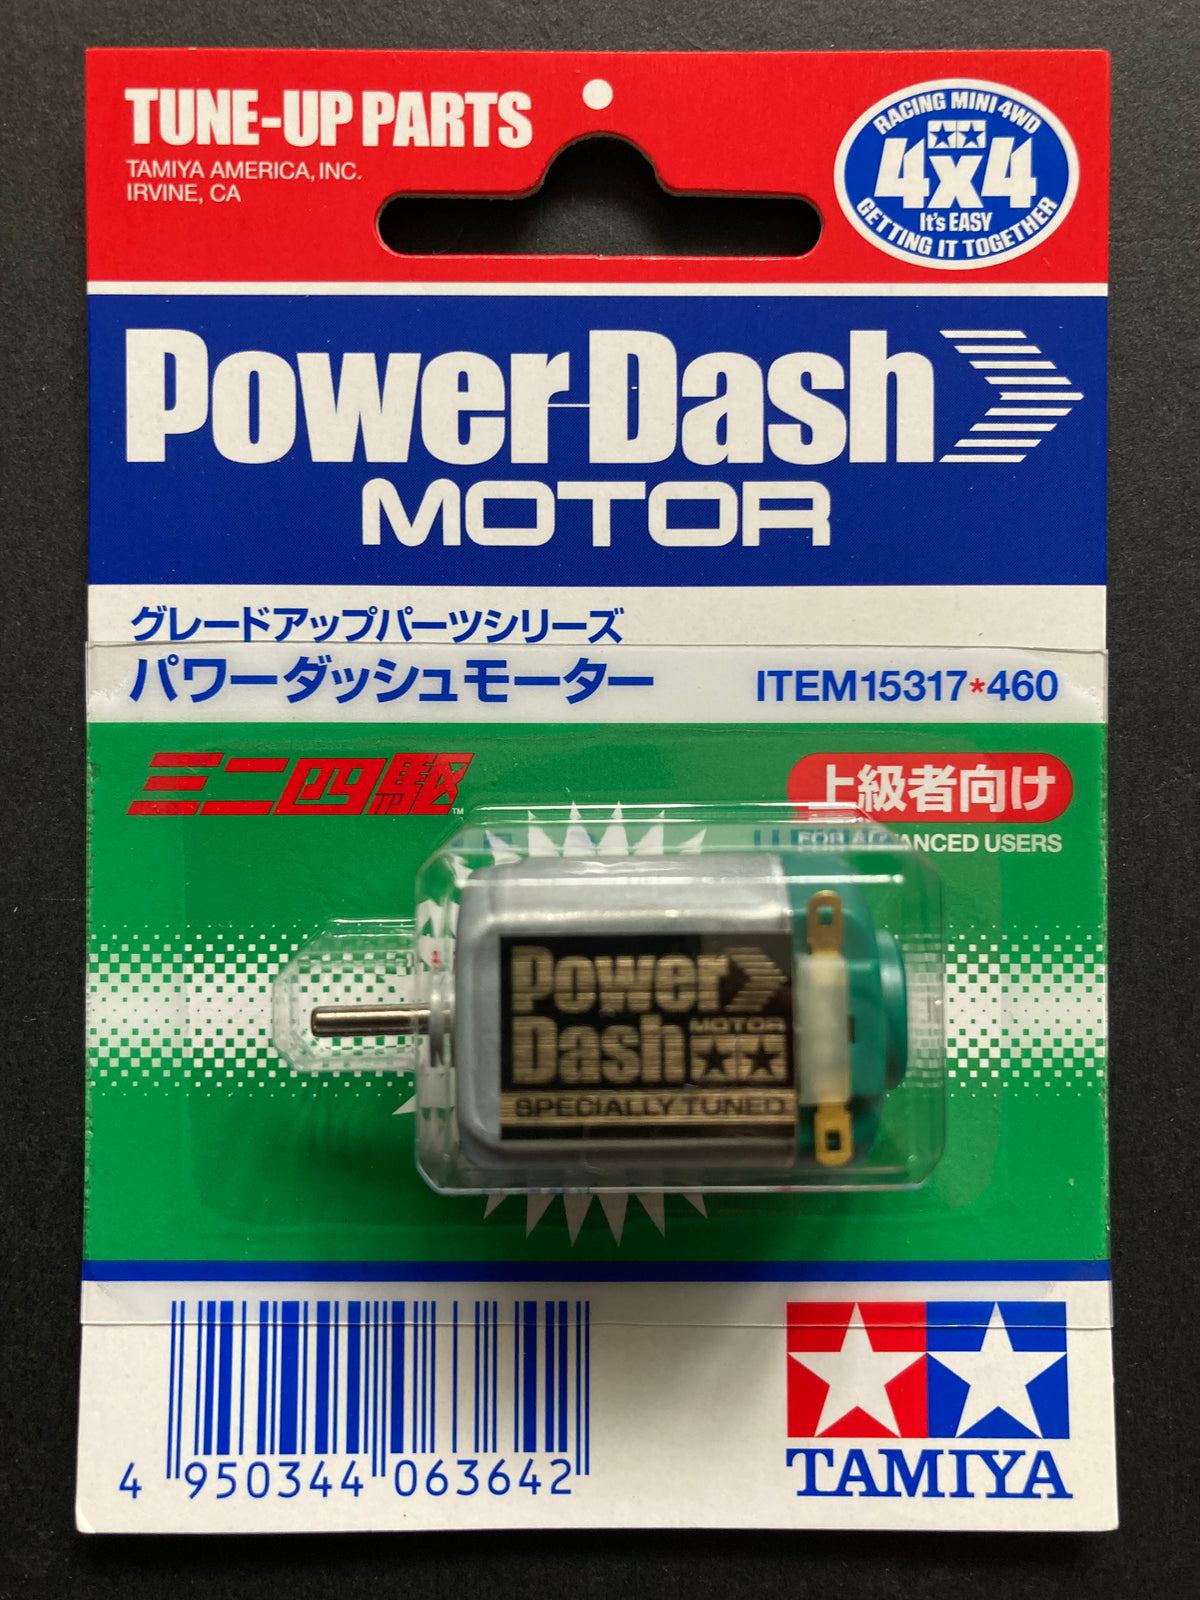 TUNE-UP PARTS
TAMIYA AMERICA, INC.
IRVINE, CA
RACING MINI 4WD
4x4
It's EASY
GETTING IT TOGETHER
Power-Dash
MOTOR
グレードアップパーツシリーズ
パワーダッシュモーター
ITEM15317*460
ミニ四駆
TM
上級者向け
FOR ADVANCED USERS
Power
Dash MOTOR
SPECIALLY TUNED
4 950344 063642
TAMIYA